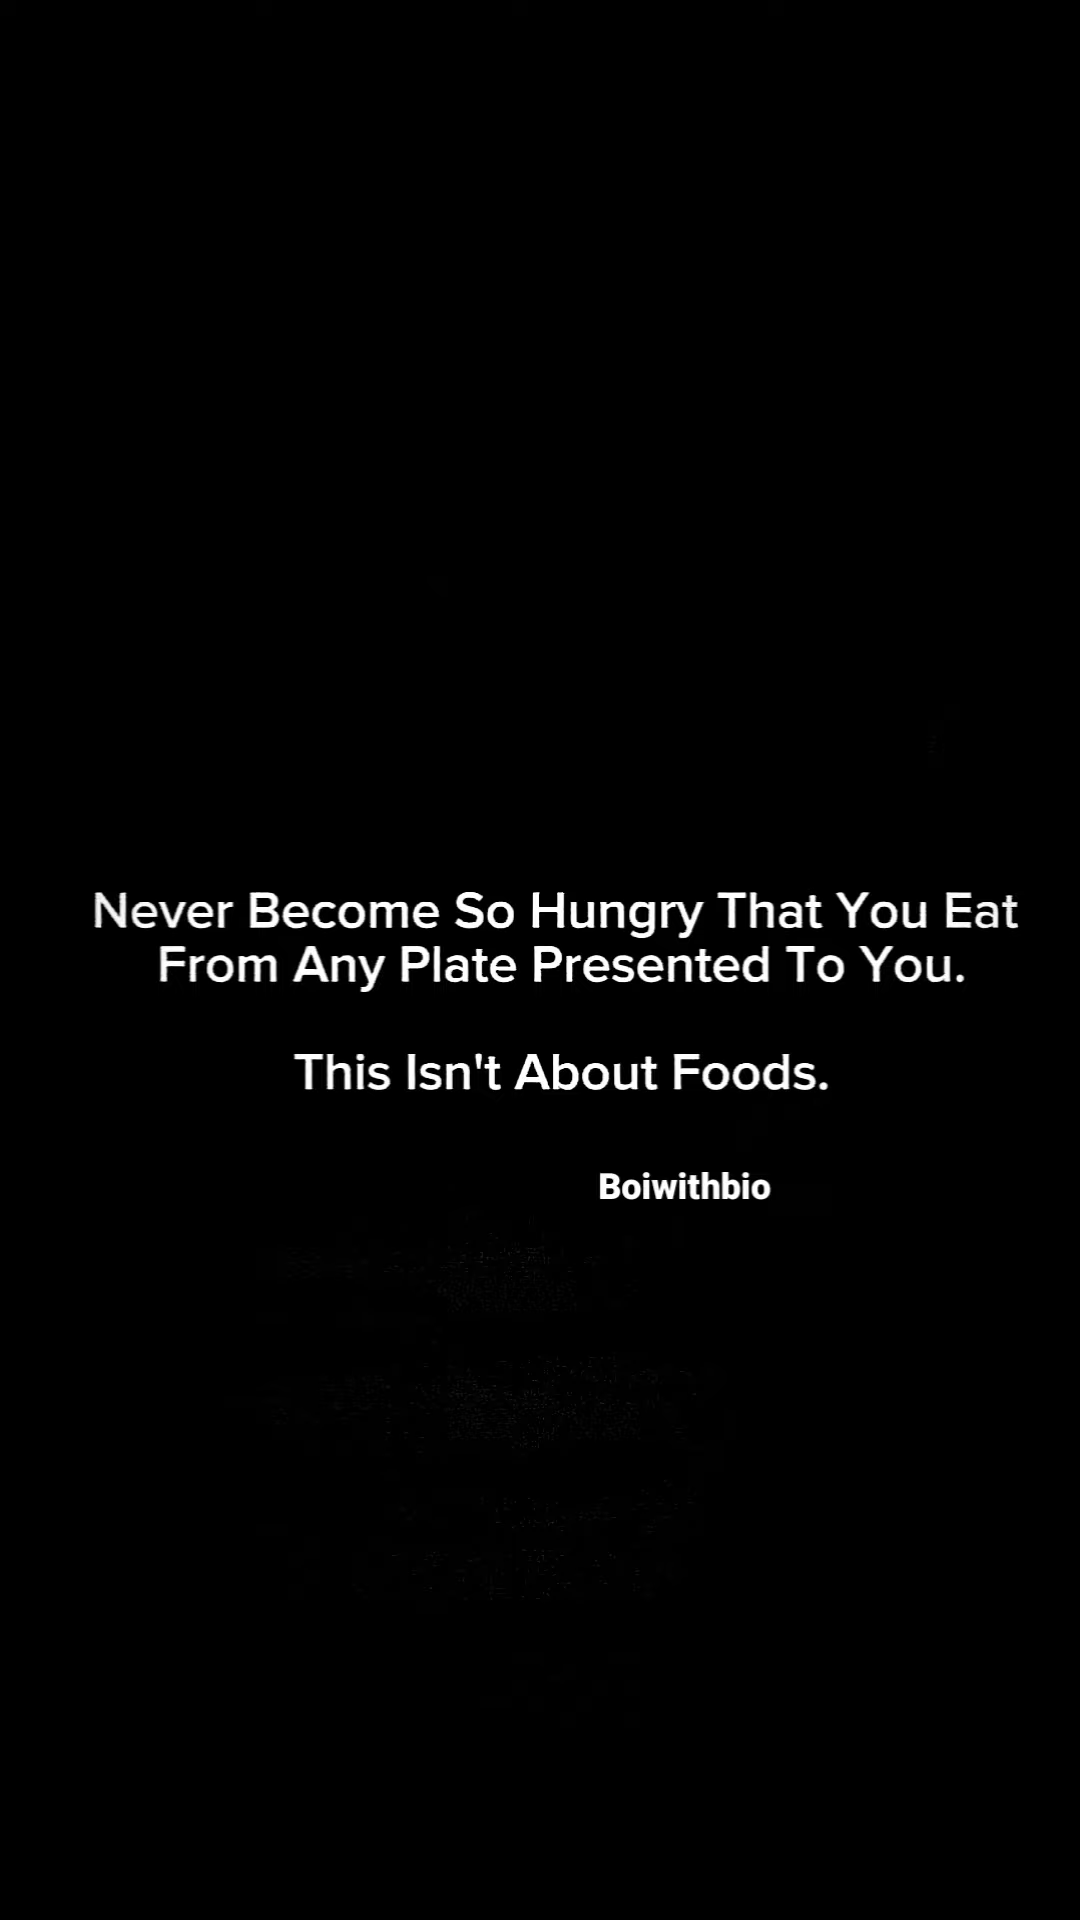 Never Become So Hungry That You Eat
From Any Plate Presented To You.
This Isn't About Foods.
Boiwithbio